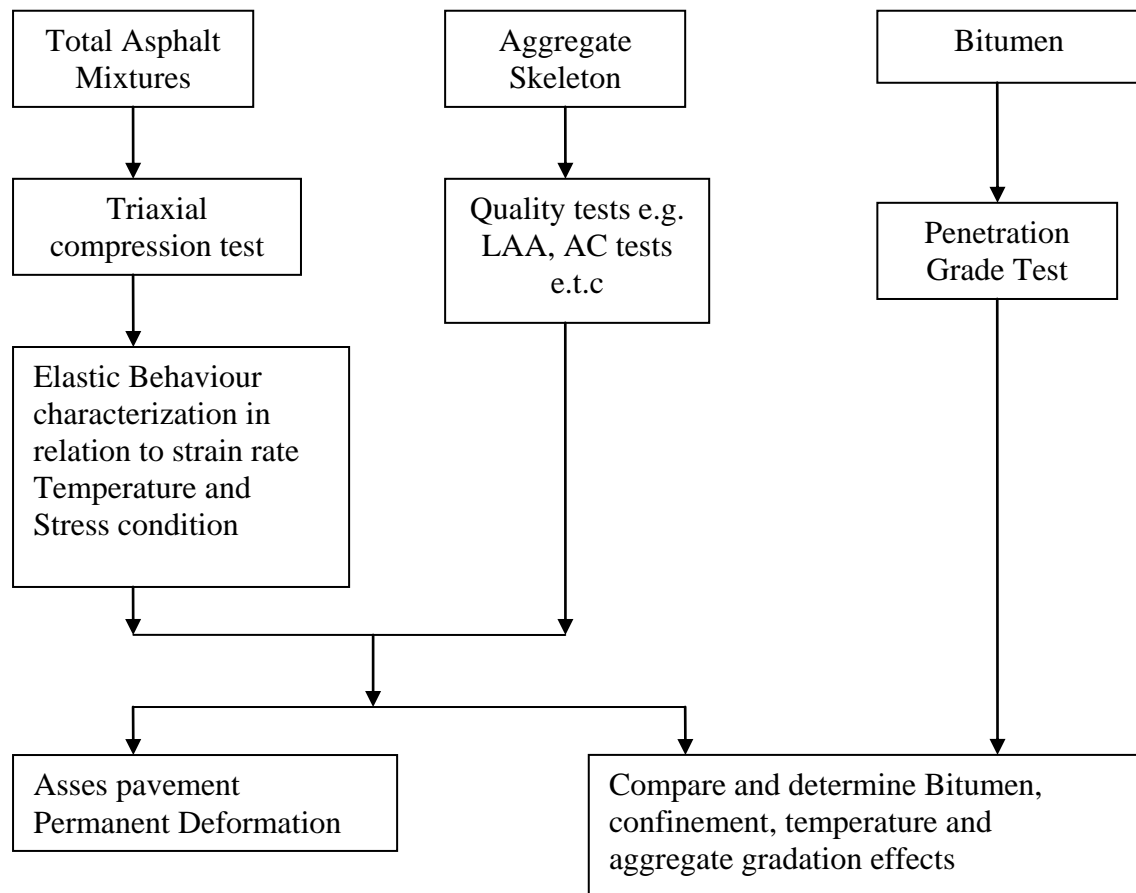 Total Asphalt
Mixtures
Aggregate
Skeleton
Bitumen
Triaxial
compression test
Quality tests e.g.
LAA, AC tests
e.t.c
Penetration
Grade Test
Elastic Behaviour
characterization in
relation to strain rate
Temperature and
Stress condition
Asses pavement
Permanent Deformation
Compare and determine Bitumen,
confinement, temperature and
aggregate gradation effects